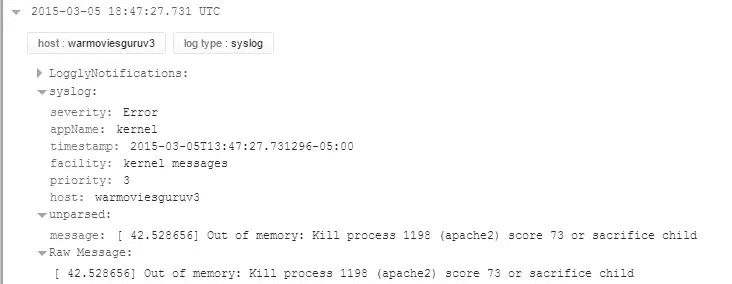 2015-03-05 18:47:27.731 UTC
host : warmoviesguruv3 log type : syslog
LogglyNotifications:
syslog:
severity: Error
appName: kernel
timestamp: 2015-03-05T13:47:27.731296-05:00
facility: kernel messages
priority: 3
host: warmoviesguruv3
unparsed:
message: [ 42.528656] Out of memory: Kill process 1198 (apache2) score 73 or sacrifice child
Raw Message:
[ 42.528656] Out of memory: Kill process 1198 (apache2) score 73 or sacrifice child